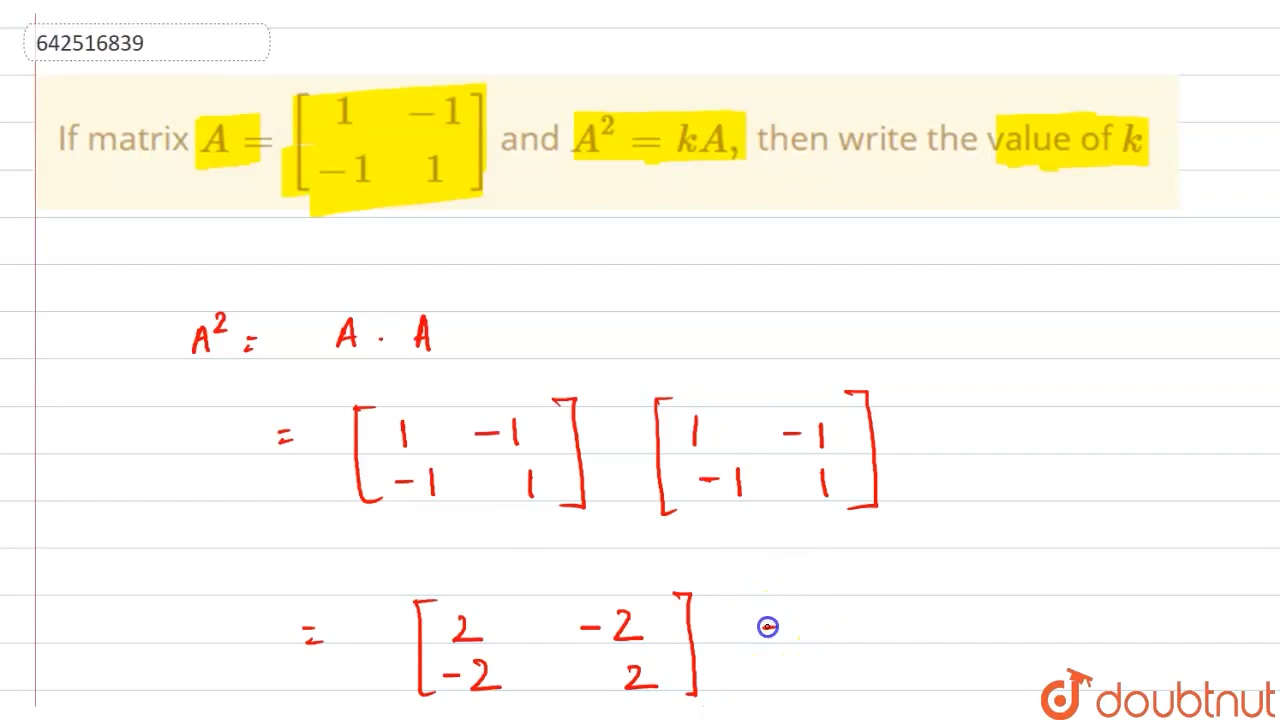 642516839
If matrix A = [ 1 -1 ; -1 1 ] and A² = kA, then write the value of k
A² = A . A
= [ 1 -1 ; -1 1 ] [ 1 -1 ; -1 1 ]
= [ 2 -2 ; -2 2 ]
doubtnut